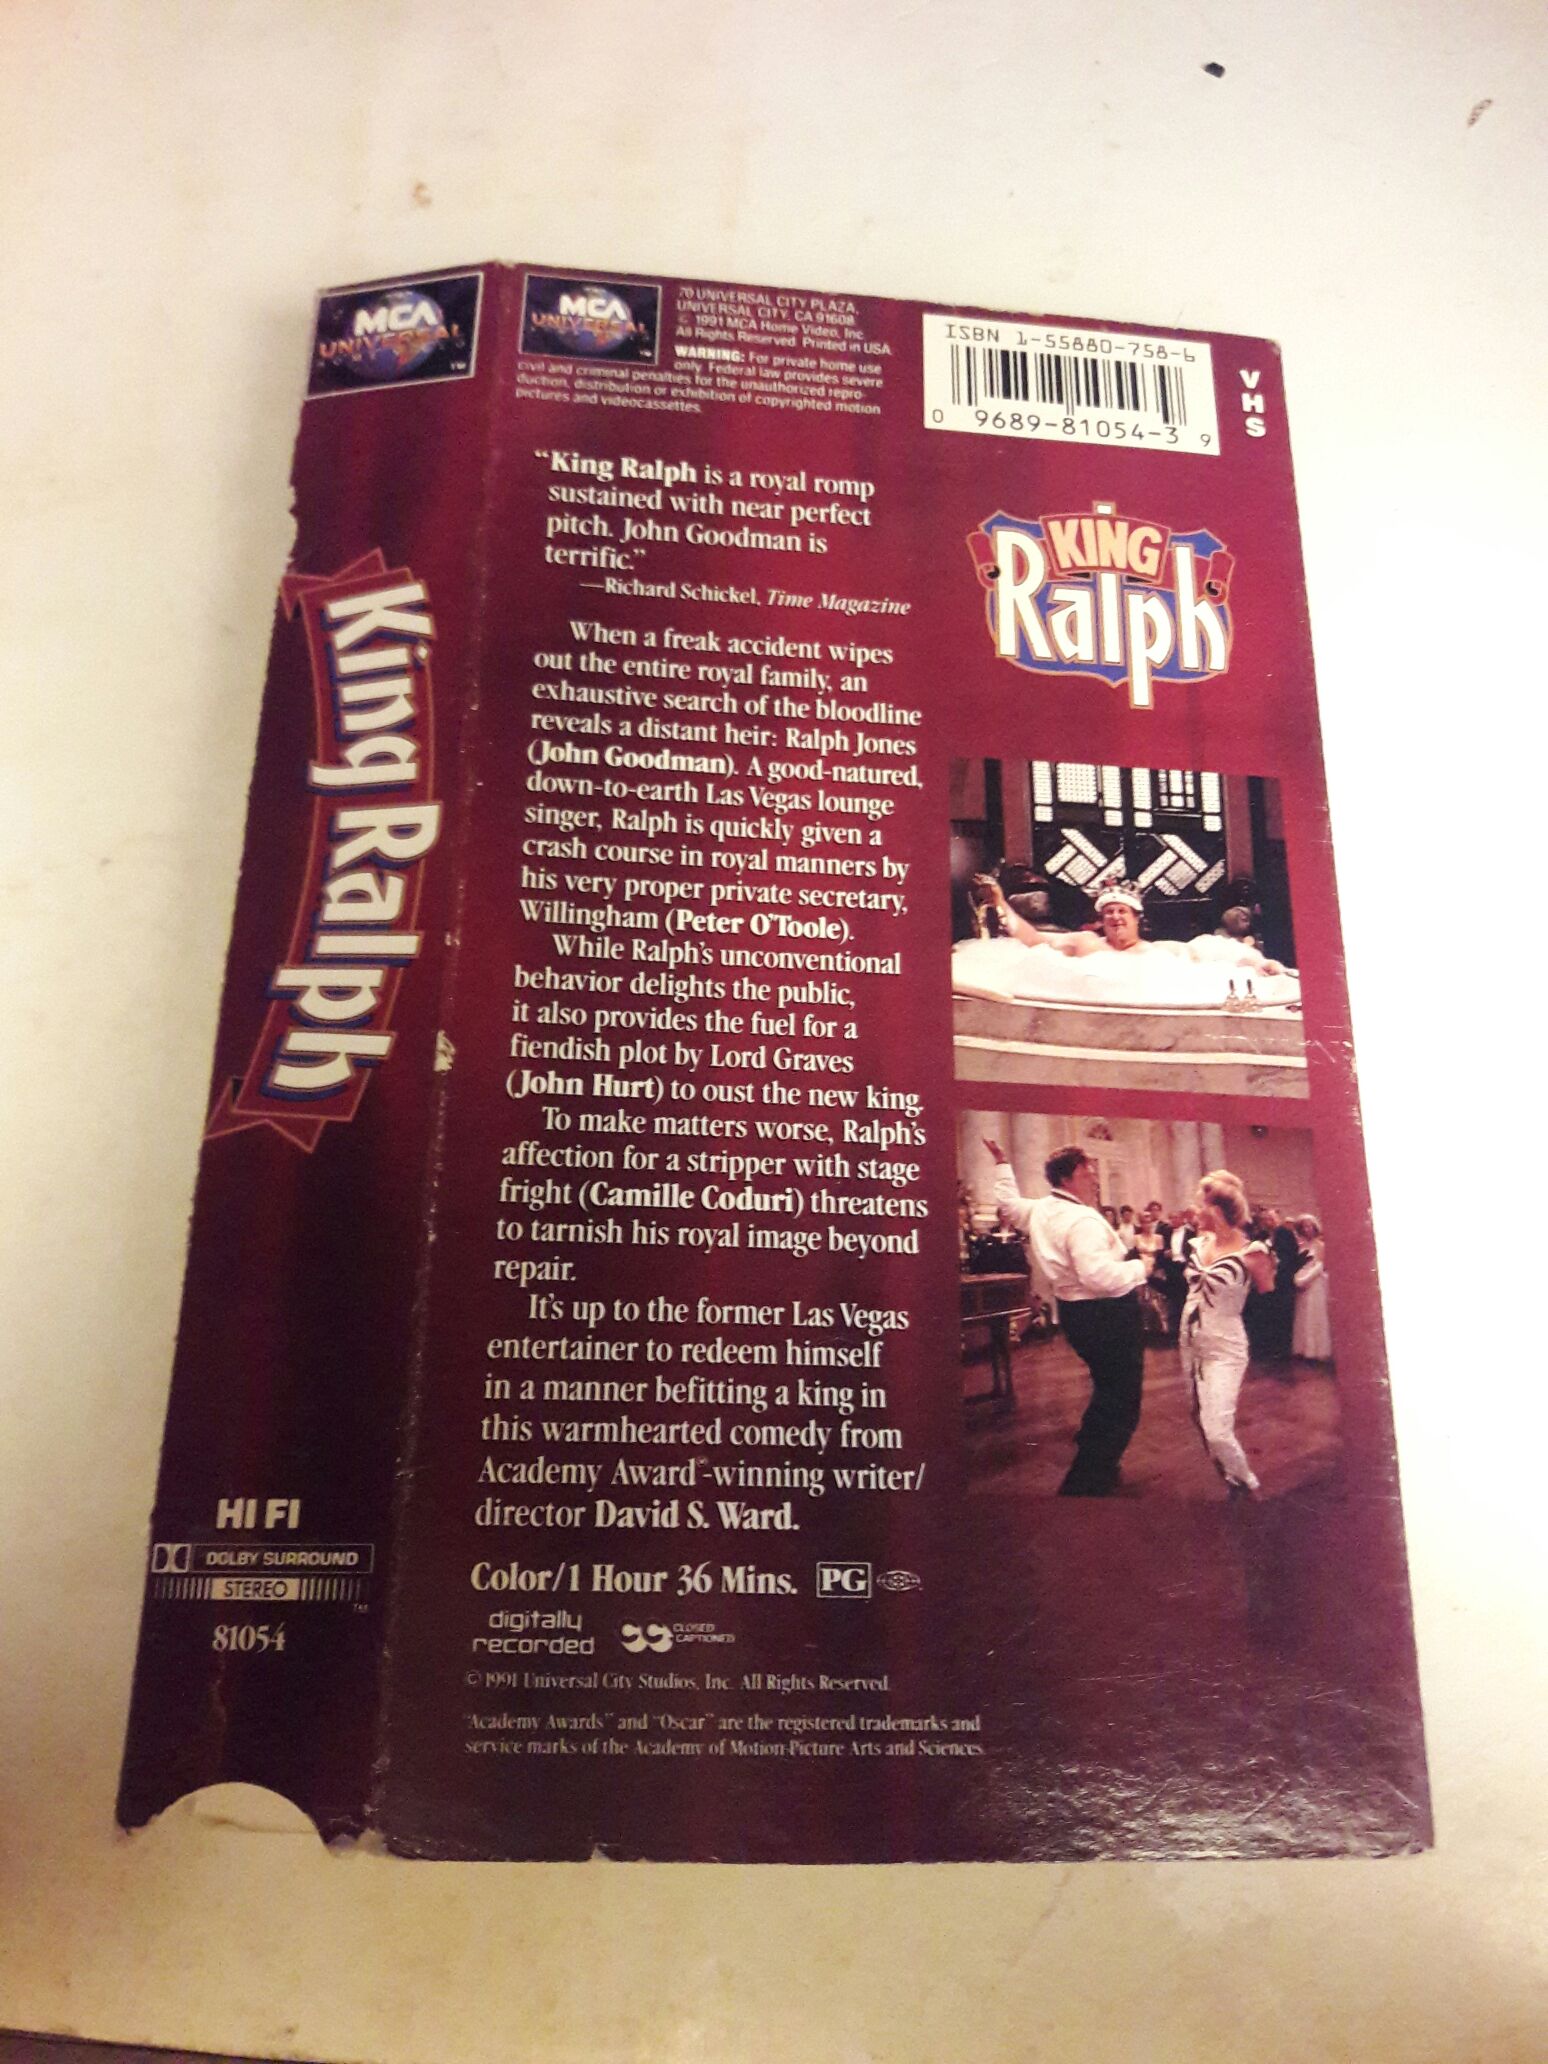 MCA
UNIVERSAL
King Ralph
HI FI
DOLBY SURROUND
STEREO
81054
MCA
UNIVERSAL
70 UNIVERSAL CITY PLAZA,
UNIVERSAL CITY, CA 91608
© 1991 MCA Home Video, Inc.
All Rights Reserved. Printed in USA.
WARNING: For private home use
only. Federal law provides severe
civil and criminal penalties for the unauthorized repro-
duction, distribution or exhibition of copyrighted motion
pictures and videocassettes.
ISBN 1-55880-758-6
0 9689-81054-3 9
VHS
"King Ralph is a royal romp
sustained with near perfect
pitch. John Goodman is
terrific."
—Richard Schickel, Time Magazine
KING
Ralph
When a freak accident wipes
out the entire royal family, an
exhaustive search of the bloodline
reveals a distant heir: Ralph Jones
(John Goodman). A good-natured,
down-to-earth Las Vegas lounge
singer, Ralph is quickly given a
crash course in royal manners by
his very proper private secretary,
Willingham (Peter O'Toole).
While Ralph's unconventional
behavior delights the public,
it also provides the fuel for a
fiendish plot by Lord Graves
(John Hurt) to oust the new king.
To make matters worse, Ralph's
affection for a stripper with stage
fright (Camille Coduri) threatens
to tarnish his royal image beyond
repair.
It's up to the former Las Vegas
entertainer to redeem himself
in a manner befitting a king in
this warmhearted comedy from
Academy Award®-winning writer/
director David S. Ward.
Color/1 Hour 36 Mins. PG
digitally
recorded
CLOSED
CAPTIONED
© 1991 Universal City Studios, Inc. All Rights Reserved.
"Academy Awards" and "Oscar" are the registered trademarks and
service marks of the Academy of Motion Picture Arts and Sciences.